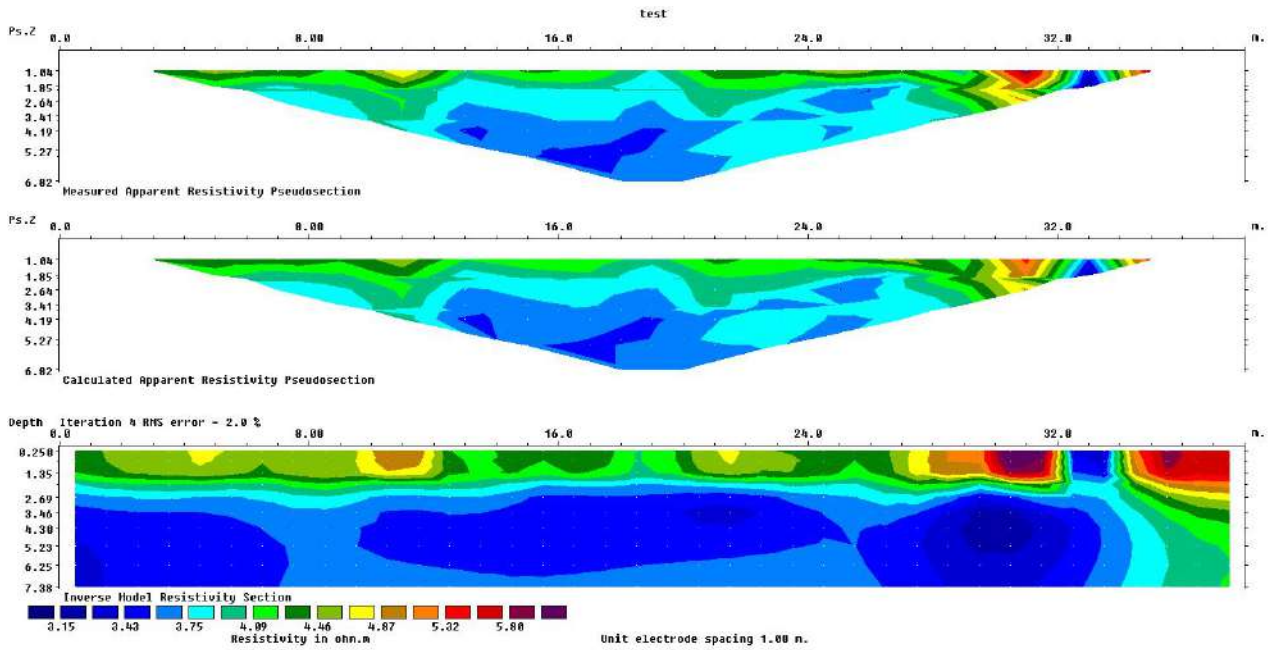 test
Ps.Z 0.0 8.00 16.0 24.0 32.0 m.
1.04
1.85
2.64
3.41
4.19
5.27
6.02
Measured Apparent Resistivity Pseudosection
Ps.Z 0.0 8.00 16.0 24.0 32.0 m.
1.04
1.85
2.64
3.41
4.19
5.27
6.02
Calculated Apparent Resistivity Pseudosection
Depth Iteration 4 RMS error = 2.0 %
0.0 8.00 16.0 24.0 32.0 m.
0.250
1.35
2.69
3.46
4.30
5.23
6.25
7.38
Inverse Model Resistivity Section
3.15 3.43 3.75 4.09 4.46 4.87 5.32 5.80
Resistivity in ohm.m Unit electrode spacing 1.00 m.